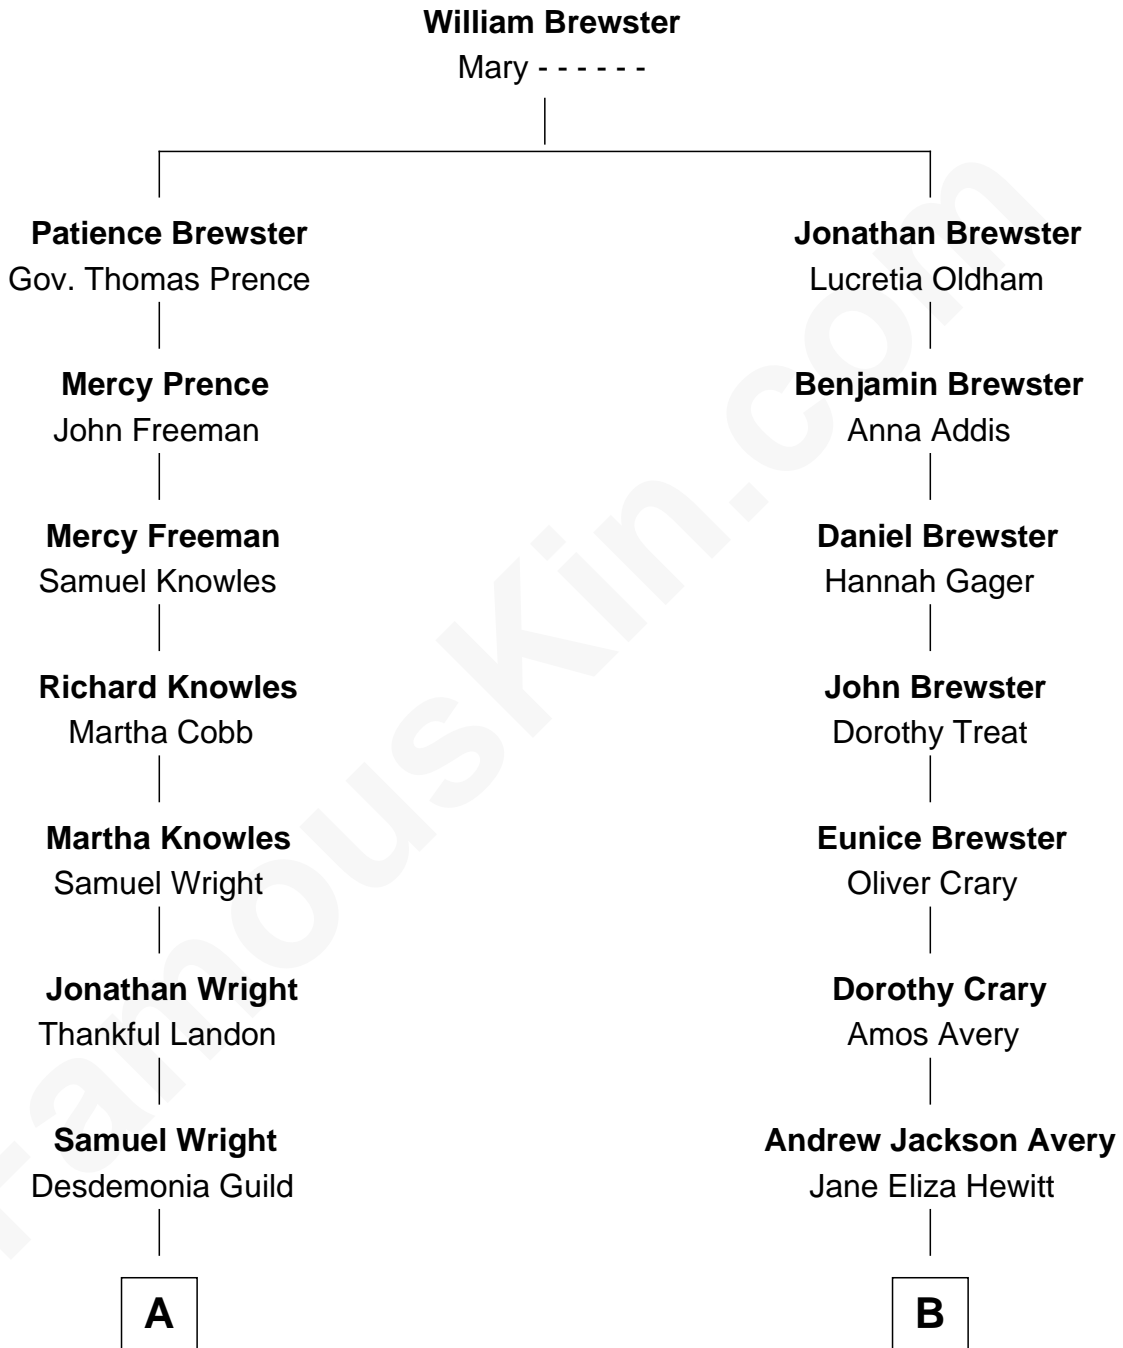 William Brewster
Mary - - - - - -
Patience Brewster
Gov. Thomas Prence
Jonathan Brewster
Lucretia Oldham
Mercy Prence
John Freeman
Benjamin Brewster
Anna Addis
Mercy Freeman
Samuel Knowles
Daniel Brewster
Hannah Gager
Richard Knowles
Martha Cobb
John Brewster
Dorothy Treat
Martha Knowles
Samuel Wright
Eunice Brewster
Oliver Crary
Jonathan Wright
Thankful Landon
Dorothy Crary
Amos Avery
Samuel Wright
Desdemonia Guild
Andrew Jackson Avery
Jane Eliza Hewitt
A
B
FamousKin.com